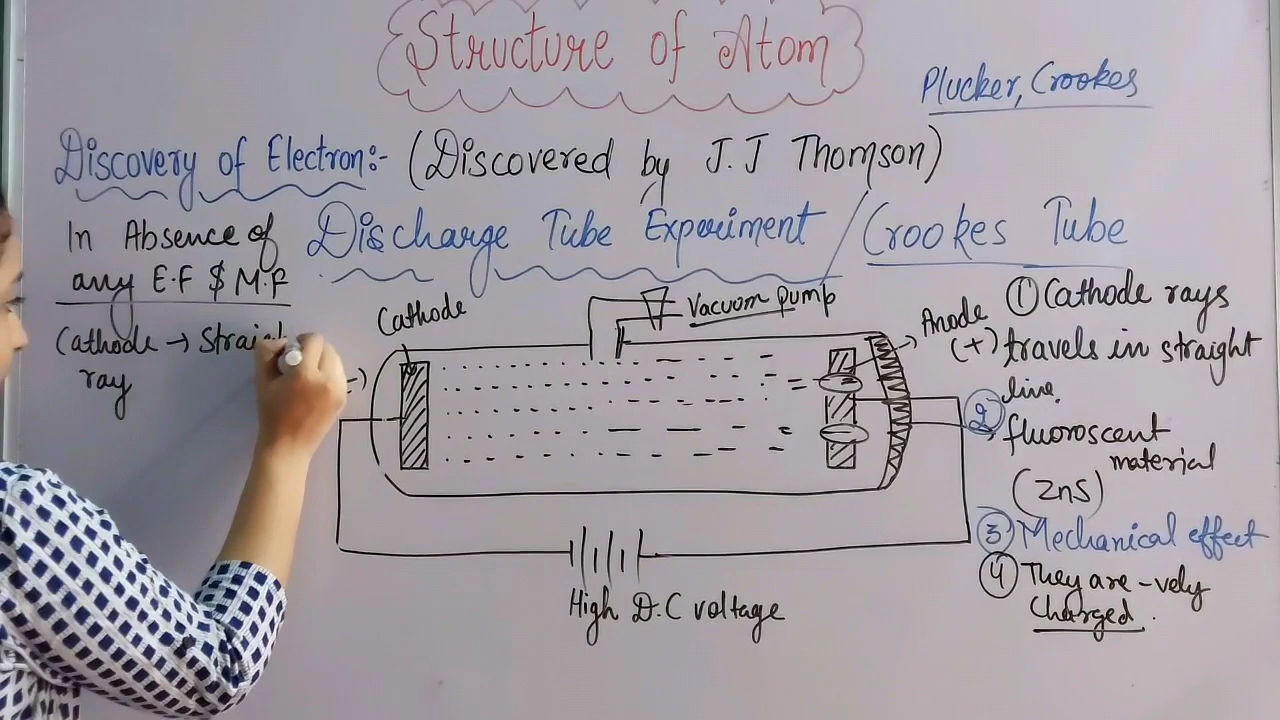 Structure of Atom
Plucker, Crookes
Discovery of Electron:- (Discovered by J.J Thomson)
Discharge Tube Experiment / Crookes Tube
In Absence of
any E.F $ M.F
Cathode → Straig
ray
Cathode
Vacuum pump
Anode
(+)
① Cathode rays
travels in straight
line.
② fluoroscent
material
(ZnS)
③ Mechanical effect
④ They are -vely
charged.
High D.C voltage